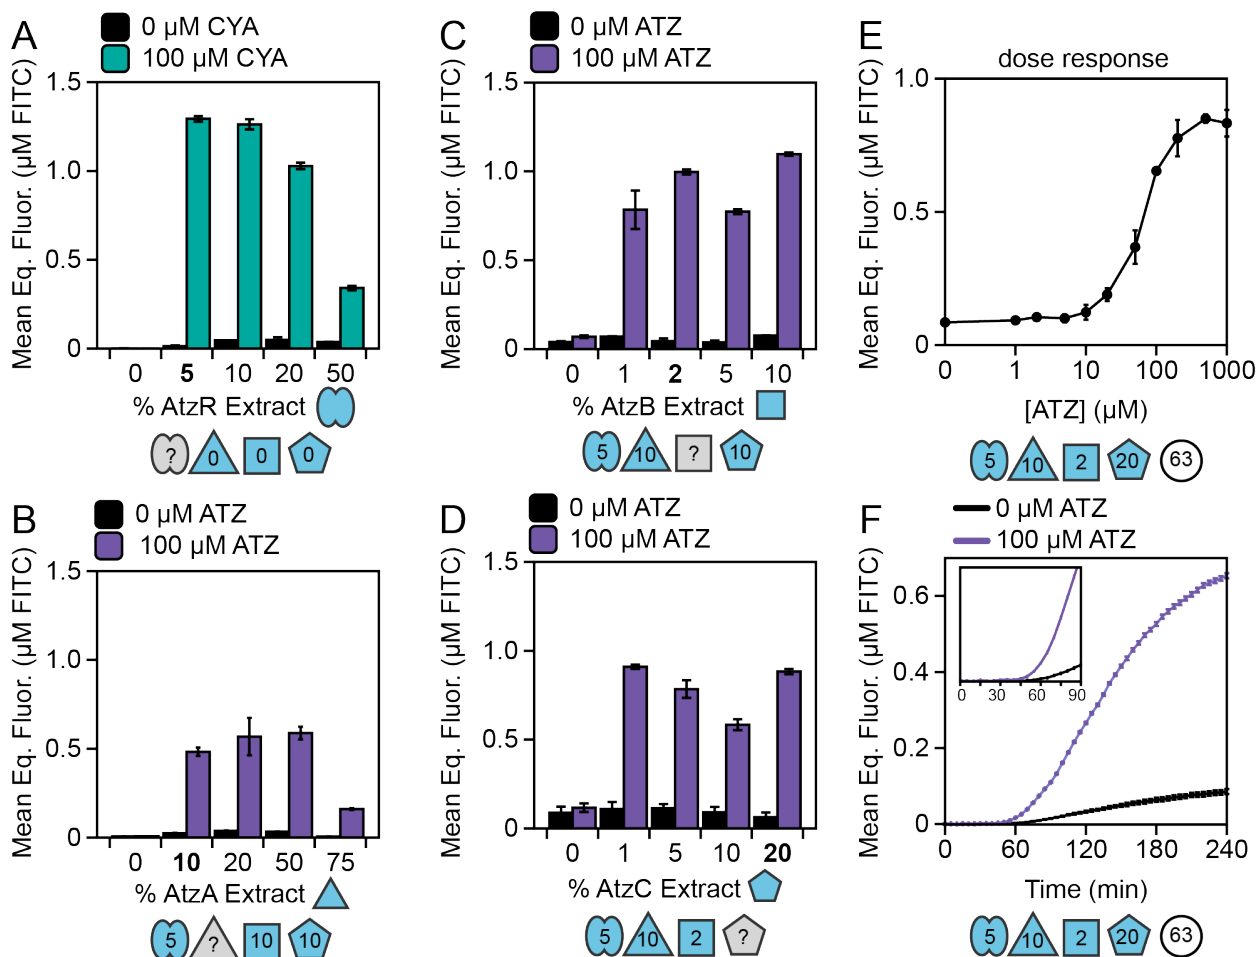 A
0 µM CYA
100 µM CYA
Mean Eq. Fluor. (µM FITC)
1.5
1.0
0.5
0
0 5 10 20 50
% AtzR Extract
? 0 0 0
B
0 µM ATZ
100 µM ATZ
Mean Eq. Fluor. (µM FITC)
1.5
1.0
0.5
0
0 10 20 50 75
% AtzA Extract
5 ? 10 10
C
0 µM ATZ
100 µM ATZ
Mean Eq. Fluor. (µM FITC)
1.5
1.0
0.5
0
0 1 2 5 10
% AtzB Extract
5 10 ? 10
D
0 µM ATZ
100 µM ATZ
Mean Eq. Fluor. (µM FITC)
1.5
1.0
0.5
0
0 1 5 10 20
% AtzC Extract
5 10 2 ?
E
dose response
Mean Eq. Fluor. (µM FITC)
1.0
0.5
0
0 1 10 100 1000
[ATZ] (µM)
5 10 2 20 63
F
0 µM ATZ
100 µM ATZ
Mean Eq. Fluor. (µM FITC)
0.6
0.4
0.2
0
0 30 60 90
0 60 120 180 240
Time (min)
5 10 2 20 63